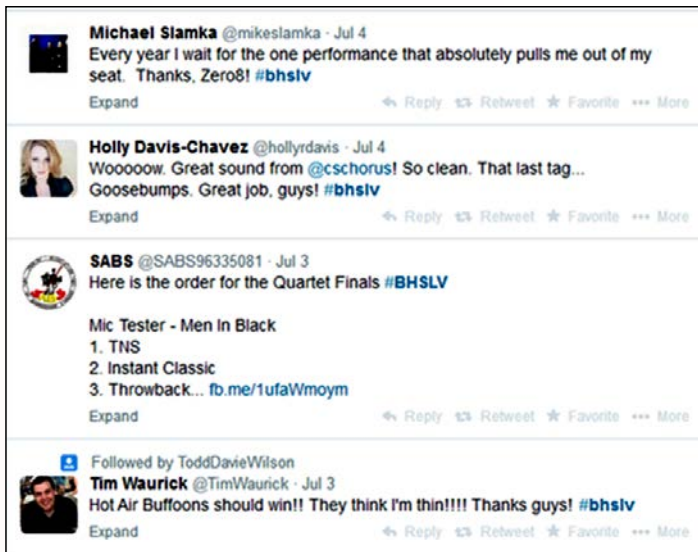 Michael Slamka @mikeslamka · Jul 4
Every year I wait for the one performance that absolutely pulls me out of my
seat. Thanks, Zero8! #bhslv
Expand Reply Retweet Favorite More
Holly Davis-Chavez @hollyrdavis · Jul 4
Wooooow. Great sound from @cschorus! So clean. That last tag...
Goosebumps. Great job, guys! #bhslv
Expand Reply Retweet Favorite More
SABS @SABS96335081 · Jul 3
Here is the order for the Quartet Finals #BHSLV
Mic Tester - Men In Black
1. TNS
2. Instant Classic
3. Throwback... fb.me/1ufaWmoym
Expand Reply Retweet Favorite More
Followed by ToddDavieWilson
Tim Waurick @TimWaurick · Jul 3
Hot Air Buffoons should win!! They think I'm thin!!!! Thanks guys! #bhslv
Expand Reply Retweet Favorite More